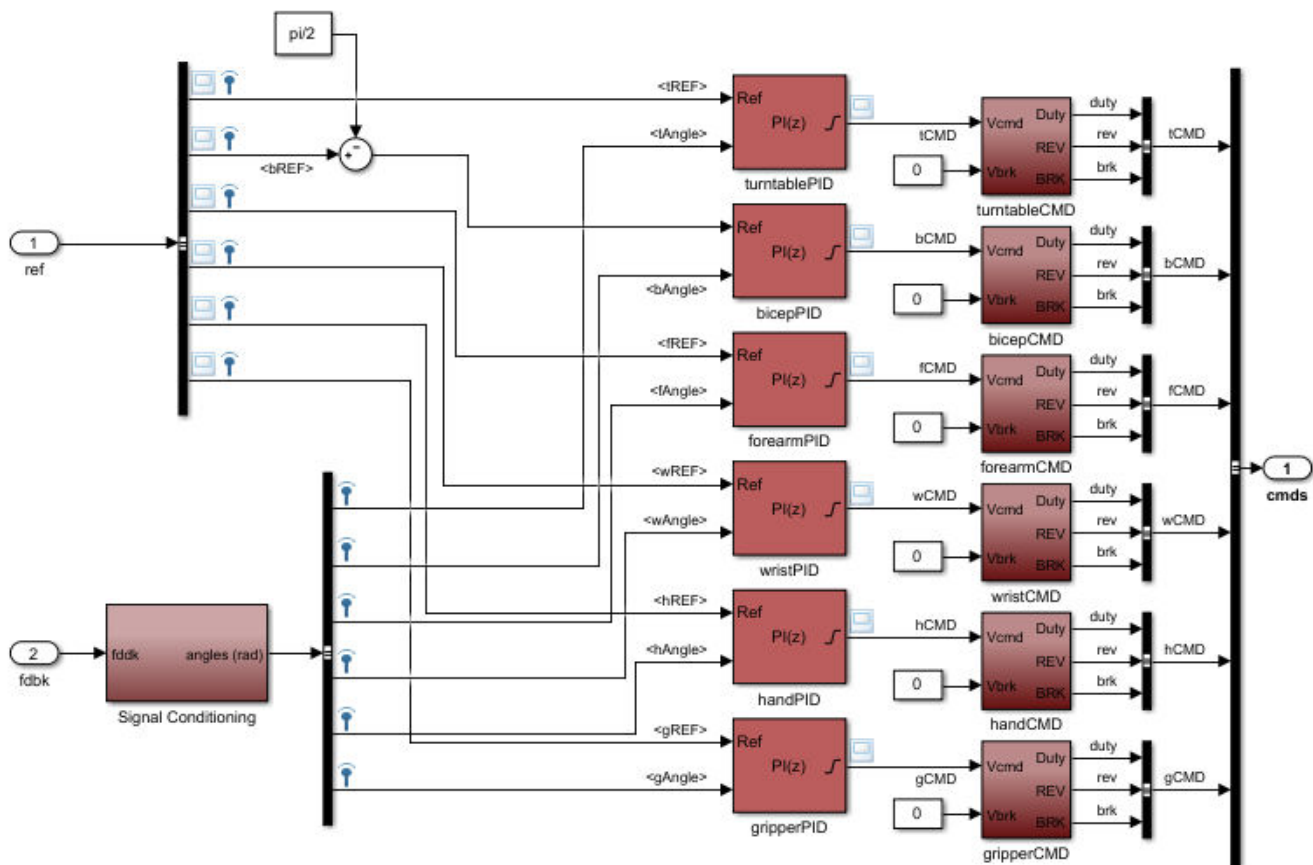 pi/2
<tREF>
Ref
PI(z)
<tAngle>
turntablePID
tCMD
0
Vcmd
Vbrk
Duty
REV
BRK
turntableCMD
duty
rev
brk
tCMD
<bREF>
+
−
1
ref
Ref
PI(z)
<bAngle>
bicepPID
bCMD
0
Vcmd
Vbrk
Duty
REV
BRK
bicepCMD
duty
rev
brk
bCMD
<fREF>
Ref
PI(z)
<fAngle>
forearmPID
fCMD
0
Vcmd
Vbrk
Duty
REV
BRK
forearmCMD
duty
rev
brk
fCMD
1
cmds
<wREF>
Ref
PI(z)
<wAngle>
wristPID
wCMD
0
Vcmd
Vbrk
Duty
REV
BRK
wristCMD
duty
rev
brk
wCMD
2
fdbk
fddk
angles (rad)
Signal Conditioning
<hREF>
Ref
PI(z)
<hAngle>
handPID
hCMD
0
Vcmd
Vbrk
Duty
REV
BRK
handCMD
duty
rev
brk
hCMD
<gREF>
Ref
PI(z)
<gAngle>
gripperPID
gCMD
0
Vcmd
Vbrk
Duty
REV
BRK
gripperCMD
duty
rev
brk
gCMD